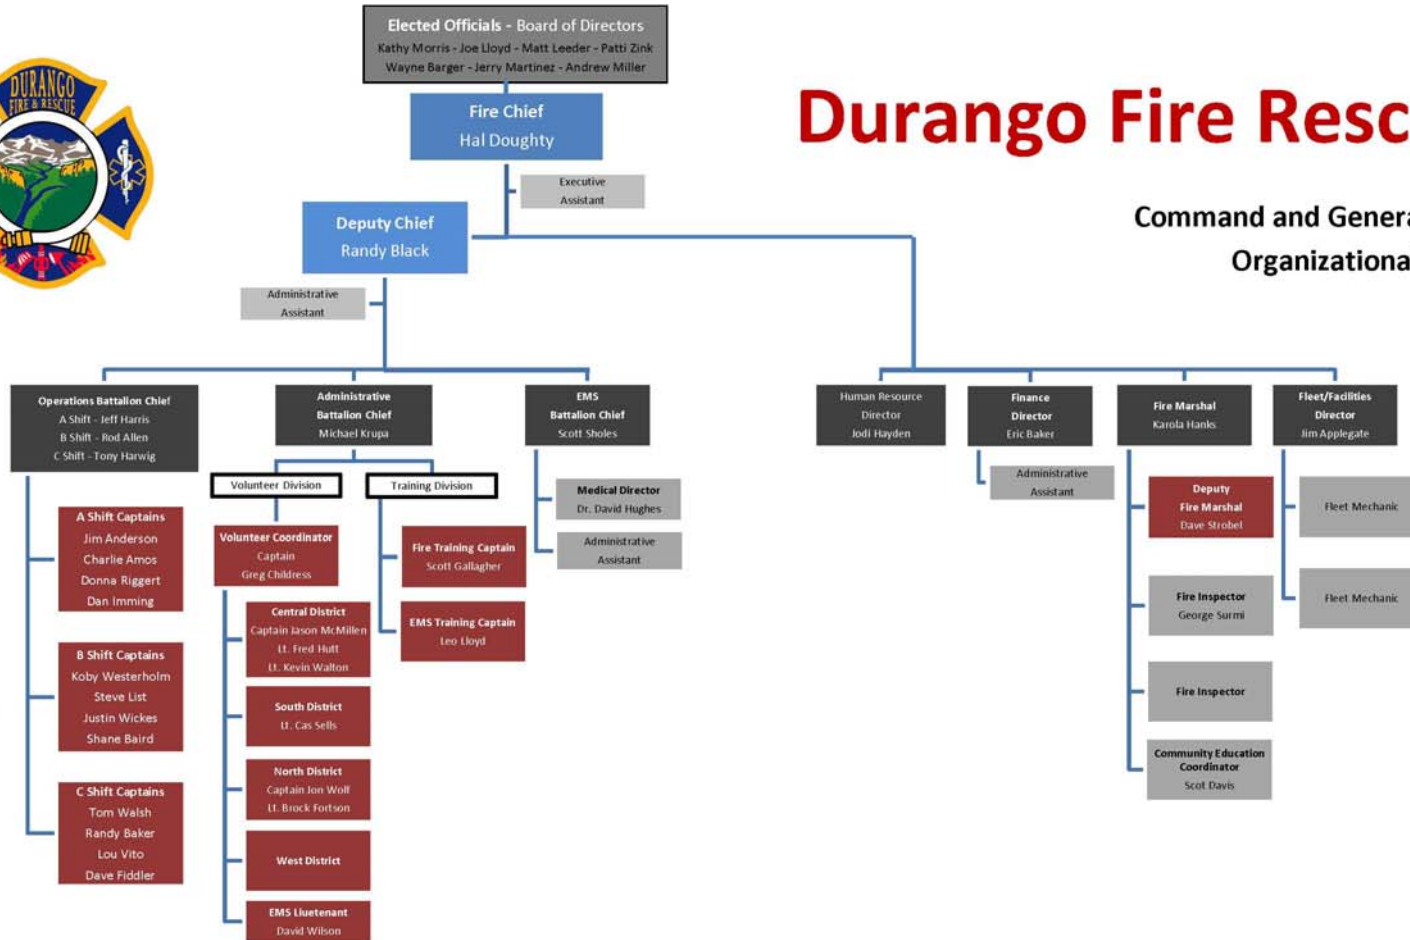 Elected Officials - Board of Directors
Kathy Morris - Joe Lloyd - Matt Leeder - Patti Zink
Wayne Barger - Jerry Martinez - Andrew Miller
DURANGO
FIRE & RESCUE
Durango Fire Resc
Fire Chief
Hal Doughty
Executive
Assistant
Command and Genera
Organizationa
Deputy Chief
Randy Black
Administrative
Assistant
Operations Battalion Chief
A Shift - Jeff Harris
B Shift - Rod Allen
C Shift - Tony Harwig
Administrative
Battalion Chief
Michael Krupa
EMS
Battalion Chief
Scott Sholes
Human Resource
Director
Jodi Hayden
Finance
Director
Eric Baker
Fire Marshal
Karola Hanks
Fleet/Facilities
Director
Jim Applegate
A Shift Captains
Jim Anderson
Charlie Amos
Donna Riggert
Dan Imming
B Shift Captains
Koby Westerholm
Steve List
Justin Wickes
Shane Baird
C Shift Captains
Tom Walsh
Randy Baker
Lou Vito
Dave Fiddler
Volunteer Division
Volunteer Coordinator
Captain
Greg Childress
Central District
Captain Jason McMillen
Lt. Fred Hutt
Lt. Kevin Walton
South District
Lt. Cas Sells
North District
Captain Jon Wolf
Lt. Brock Fortson
West District
EMS Liuetenant
David Wilson
Training Division
Fire Training Captain
Scott Gallagher
EMS Training Captain
Leo Lloyd
Medical Director
Dr. David Hughes
Administrative
Assistant
Administrative
Assistant
Deputy
Fire Marshal
Dave Strobel
Fire Inspector
George Surmi
Fire Inspector
Community Education
Coordinator
Scot Davis
Fleet Mechanic
Fleet Mechanic